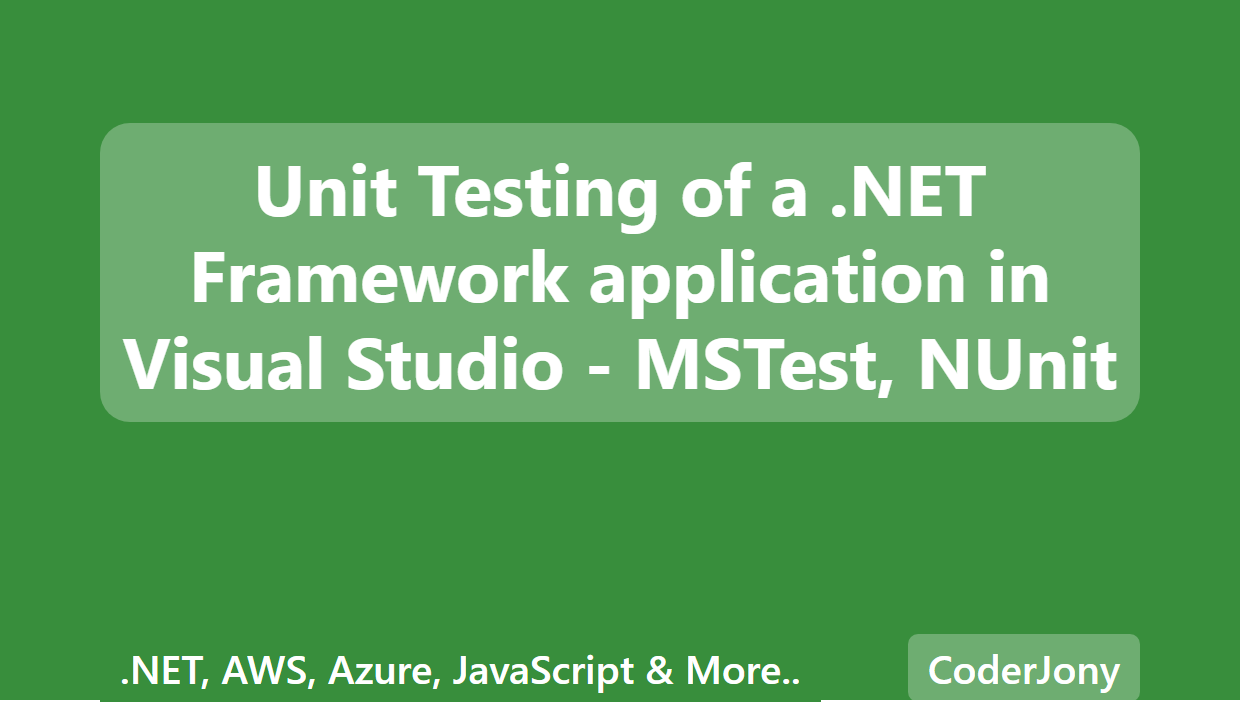 Unit Testing of a .NET
Framework application in
Visual Studio - MSTest, NUnit
.NET, AWS, Azure, JavaScript & More..
CoderJony